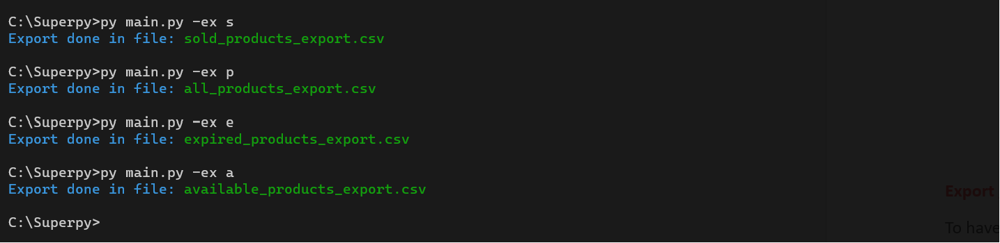 C:\Superpy>py main.py -ex s
Export done in file: sold_products_export.csv
C:\Superpy>py main.py -ex p
Export done in file: all_products_export.csv
C:\Superpy>py main.py -ex e
Export done in file: expired_products_export.csv
C:\Superpy>py main.py -ex a
Export done in file: available_products_export.csv
Export
C:\Superpy>
To have